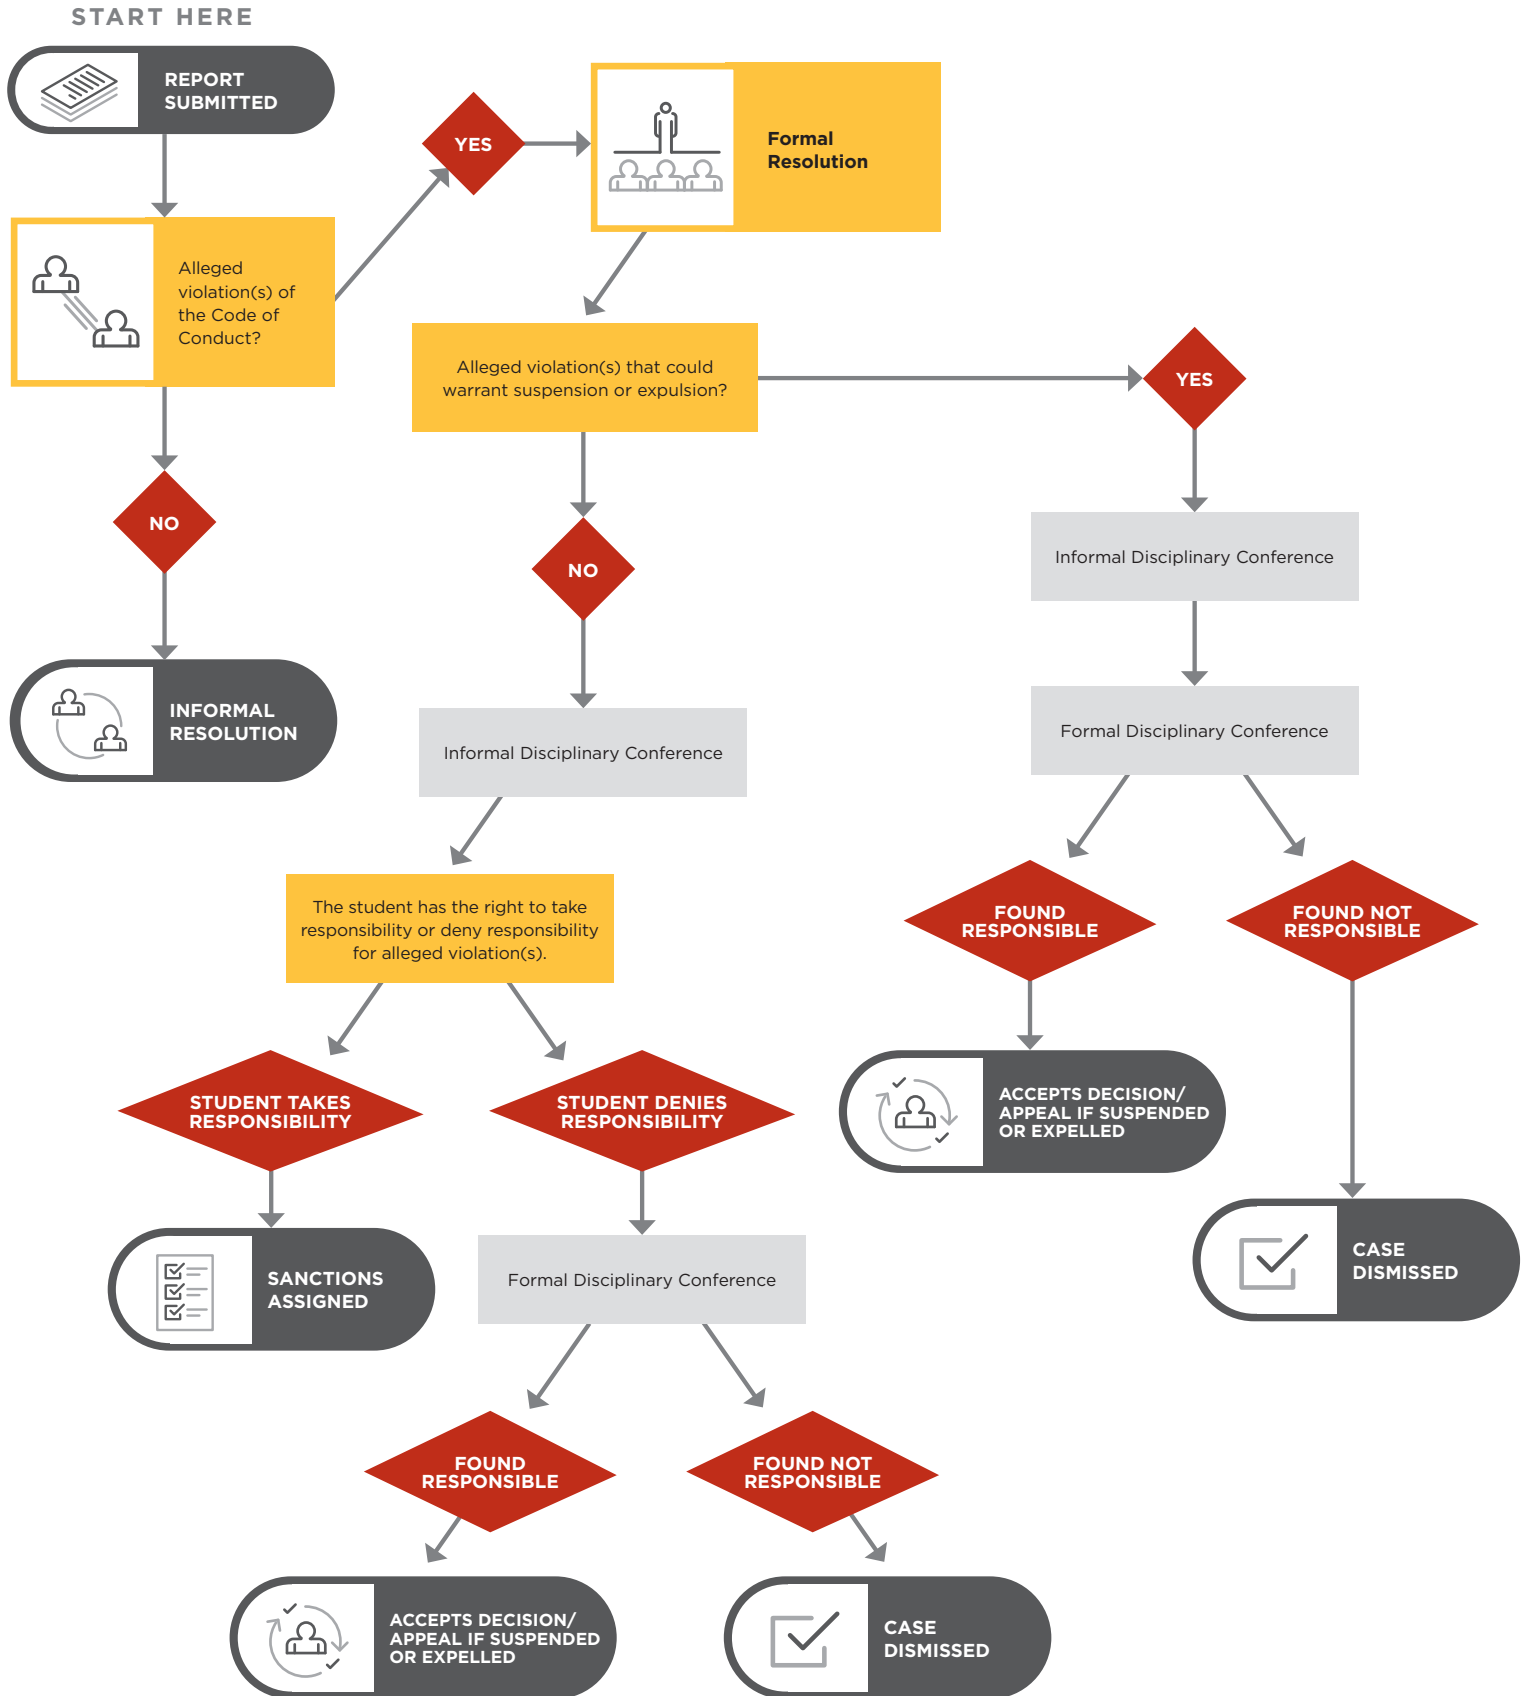 START HERE
REPORT
SUBMITTED
YES
Formal
Resolution
Alleged
violation(s) of
the Code of
Conduct?
Alleged violation(s) that could
warrant suspension or expulsion?
YES
NO
NO
Informal Disciplinary Conference
INFORMAL
RESOLUTION
Informal Disciplinary Conference
Formal Disciplinary Conference
The student has the right to take
responsibility or deny responsibility
for alleged violation(s).
FOUND
RESPONSIBLE
FOUND NOT
RESPONSIBLE
STUDENT TAKES
RESPONSIBILITY
STUDENT DENIES
RESPONSIBILITY
ACCEPTS DECISION/
APPEAL IF SUSPENDED
OR EXPELLED
SANCTIONS
ASSIGNED
Formal Disciplinary Conference
CASE
DISMISSED
FOUND
RESPONSIBLE
FOUND NOT
RESPONSIBLE
ACCEPTS DECISION/
APPEAL IF SUSPENDED
OR EXPELLED
CASE
DISMISSED